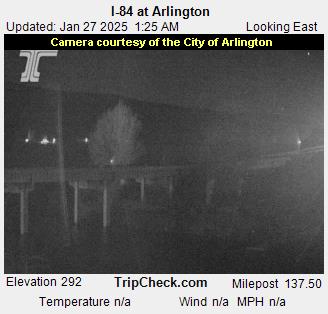 I-84 at Arlington
Updated: Jan 27 2025 1:25 AM Looking East
Camera courtesy of the City of Arlington
Elevation 292 TripCheck.com Milepost 137.50
Temperature n/a Wind n/a MPH n/a